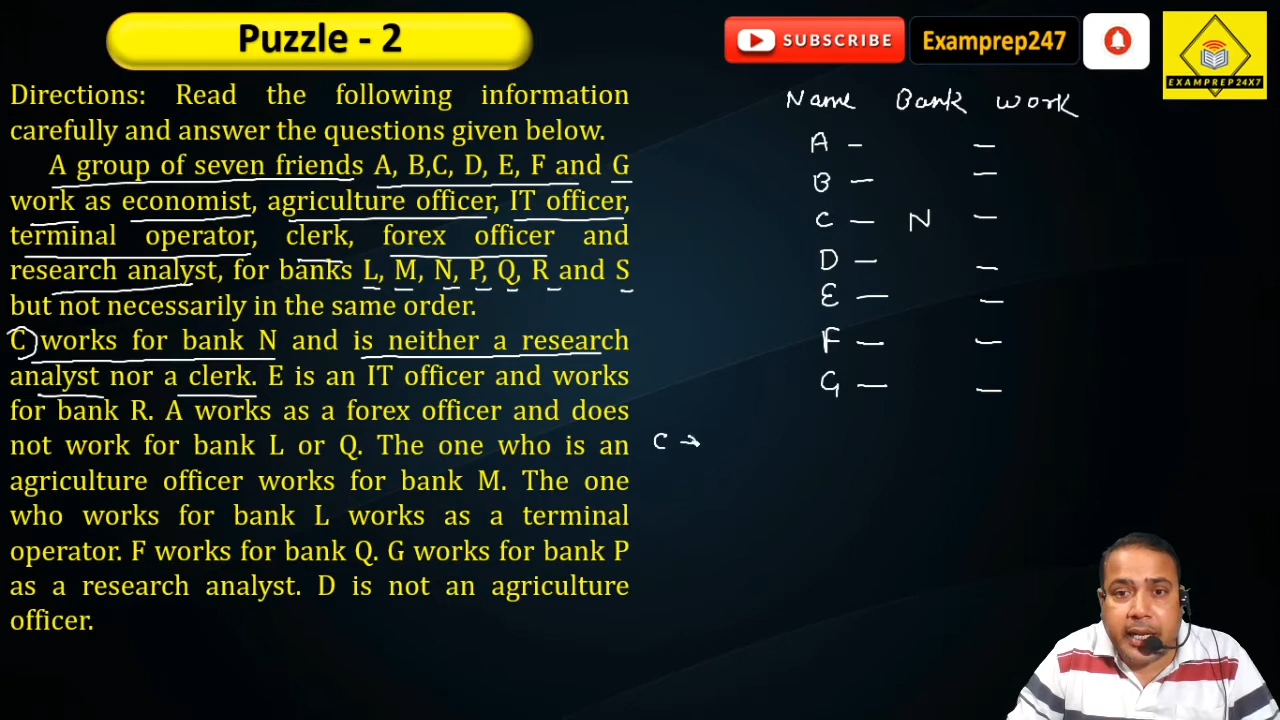 Puzzle - 2
SUBSCRIBE
Examprep247
EXAMPREP24X7
Directions: Read the following information
carefully and answer the questions given below.
A group of seven friends A, B,C, D, E, F and G
work as economist, agriculture officer, IT officer,
terminal operator, clerk, forex officer and
research analyst, for banks L, M, N, P, Q, R and S
but not necessarily in the same order.
C works for bank N and is neither a research
analyst nor a clerk. E is an IT officer and works
for bank R. A works as a forex officer and does
not work for bank L or Q. The one who is an
agriculture officer works for bank M. The one
who works for bank L works as a terminal
operator. F works for bank Q. G works for bank P
as a research analyst. D is not an agriculture
officer.
Name Bank Work
A - -
B - -
C - N -
D - -
E - -
F - -
G - -
C →